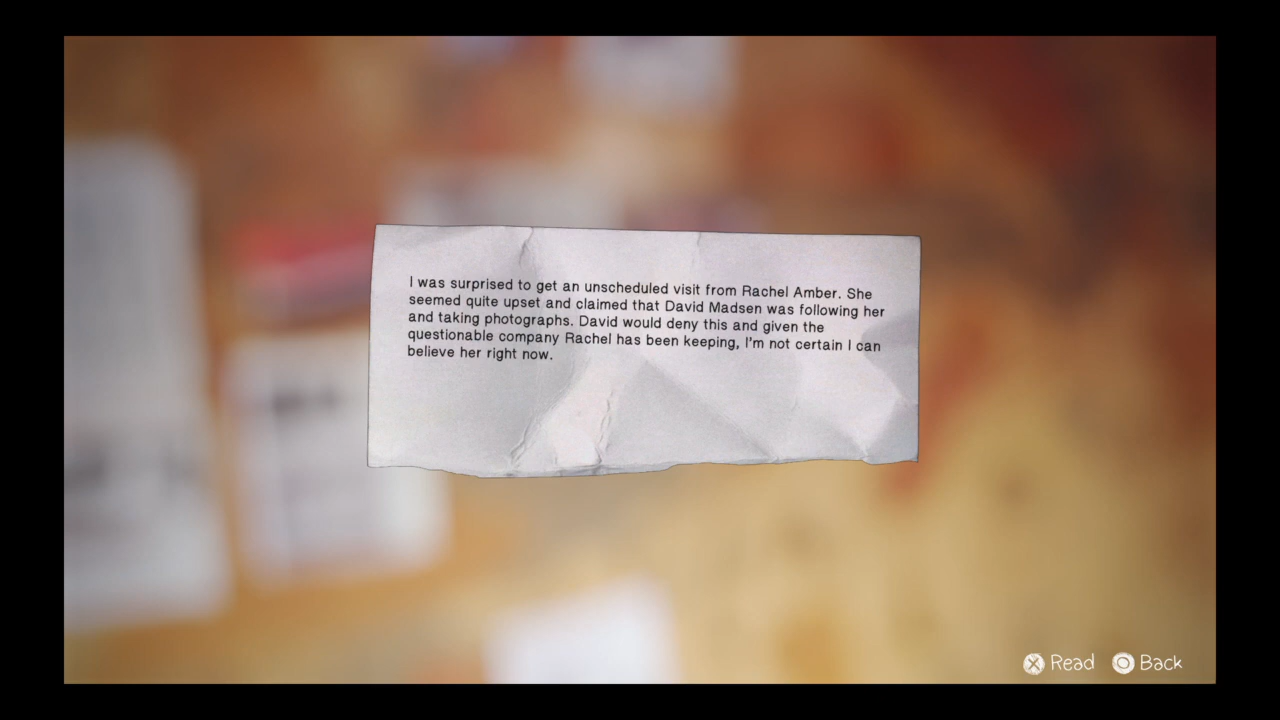 I was surprised to get an unscheduled visit from Rachel Amber. She
seemed quite upset and claimed that David Madsen was following her
and taking photographs. David would deny this and given the
questionable company Rachel has been keeping, I'm not certain I can
believe her right now.
Read
Back